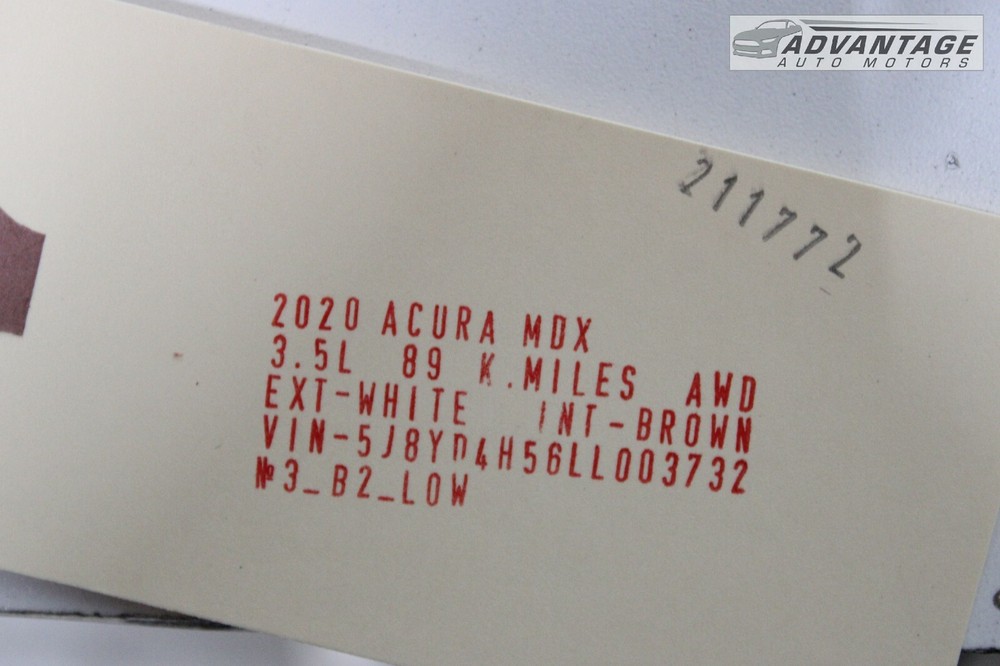 ADVANTAGE
AUTO MOTORS
211772
2020 ACURA MDX
3.5L 89 K.MILES AWD
EXT-WHITE INT-BROWN
VIN-5J8YD4H56LL003732
№3_B2_LOW